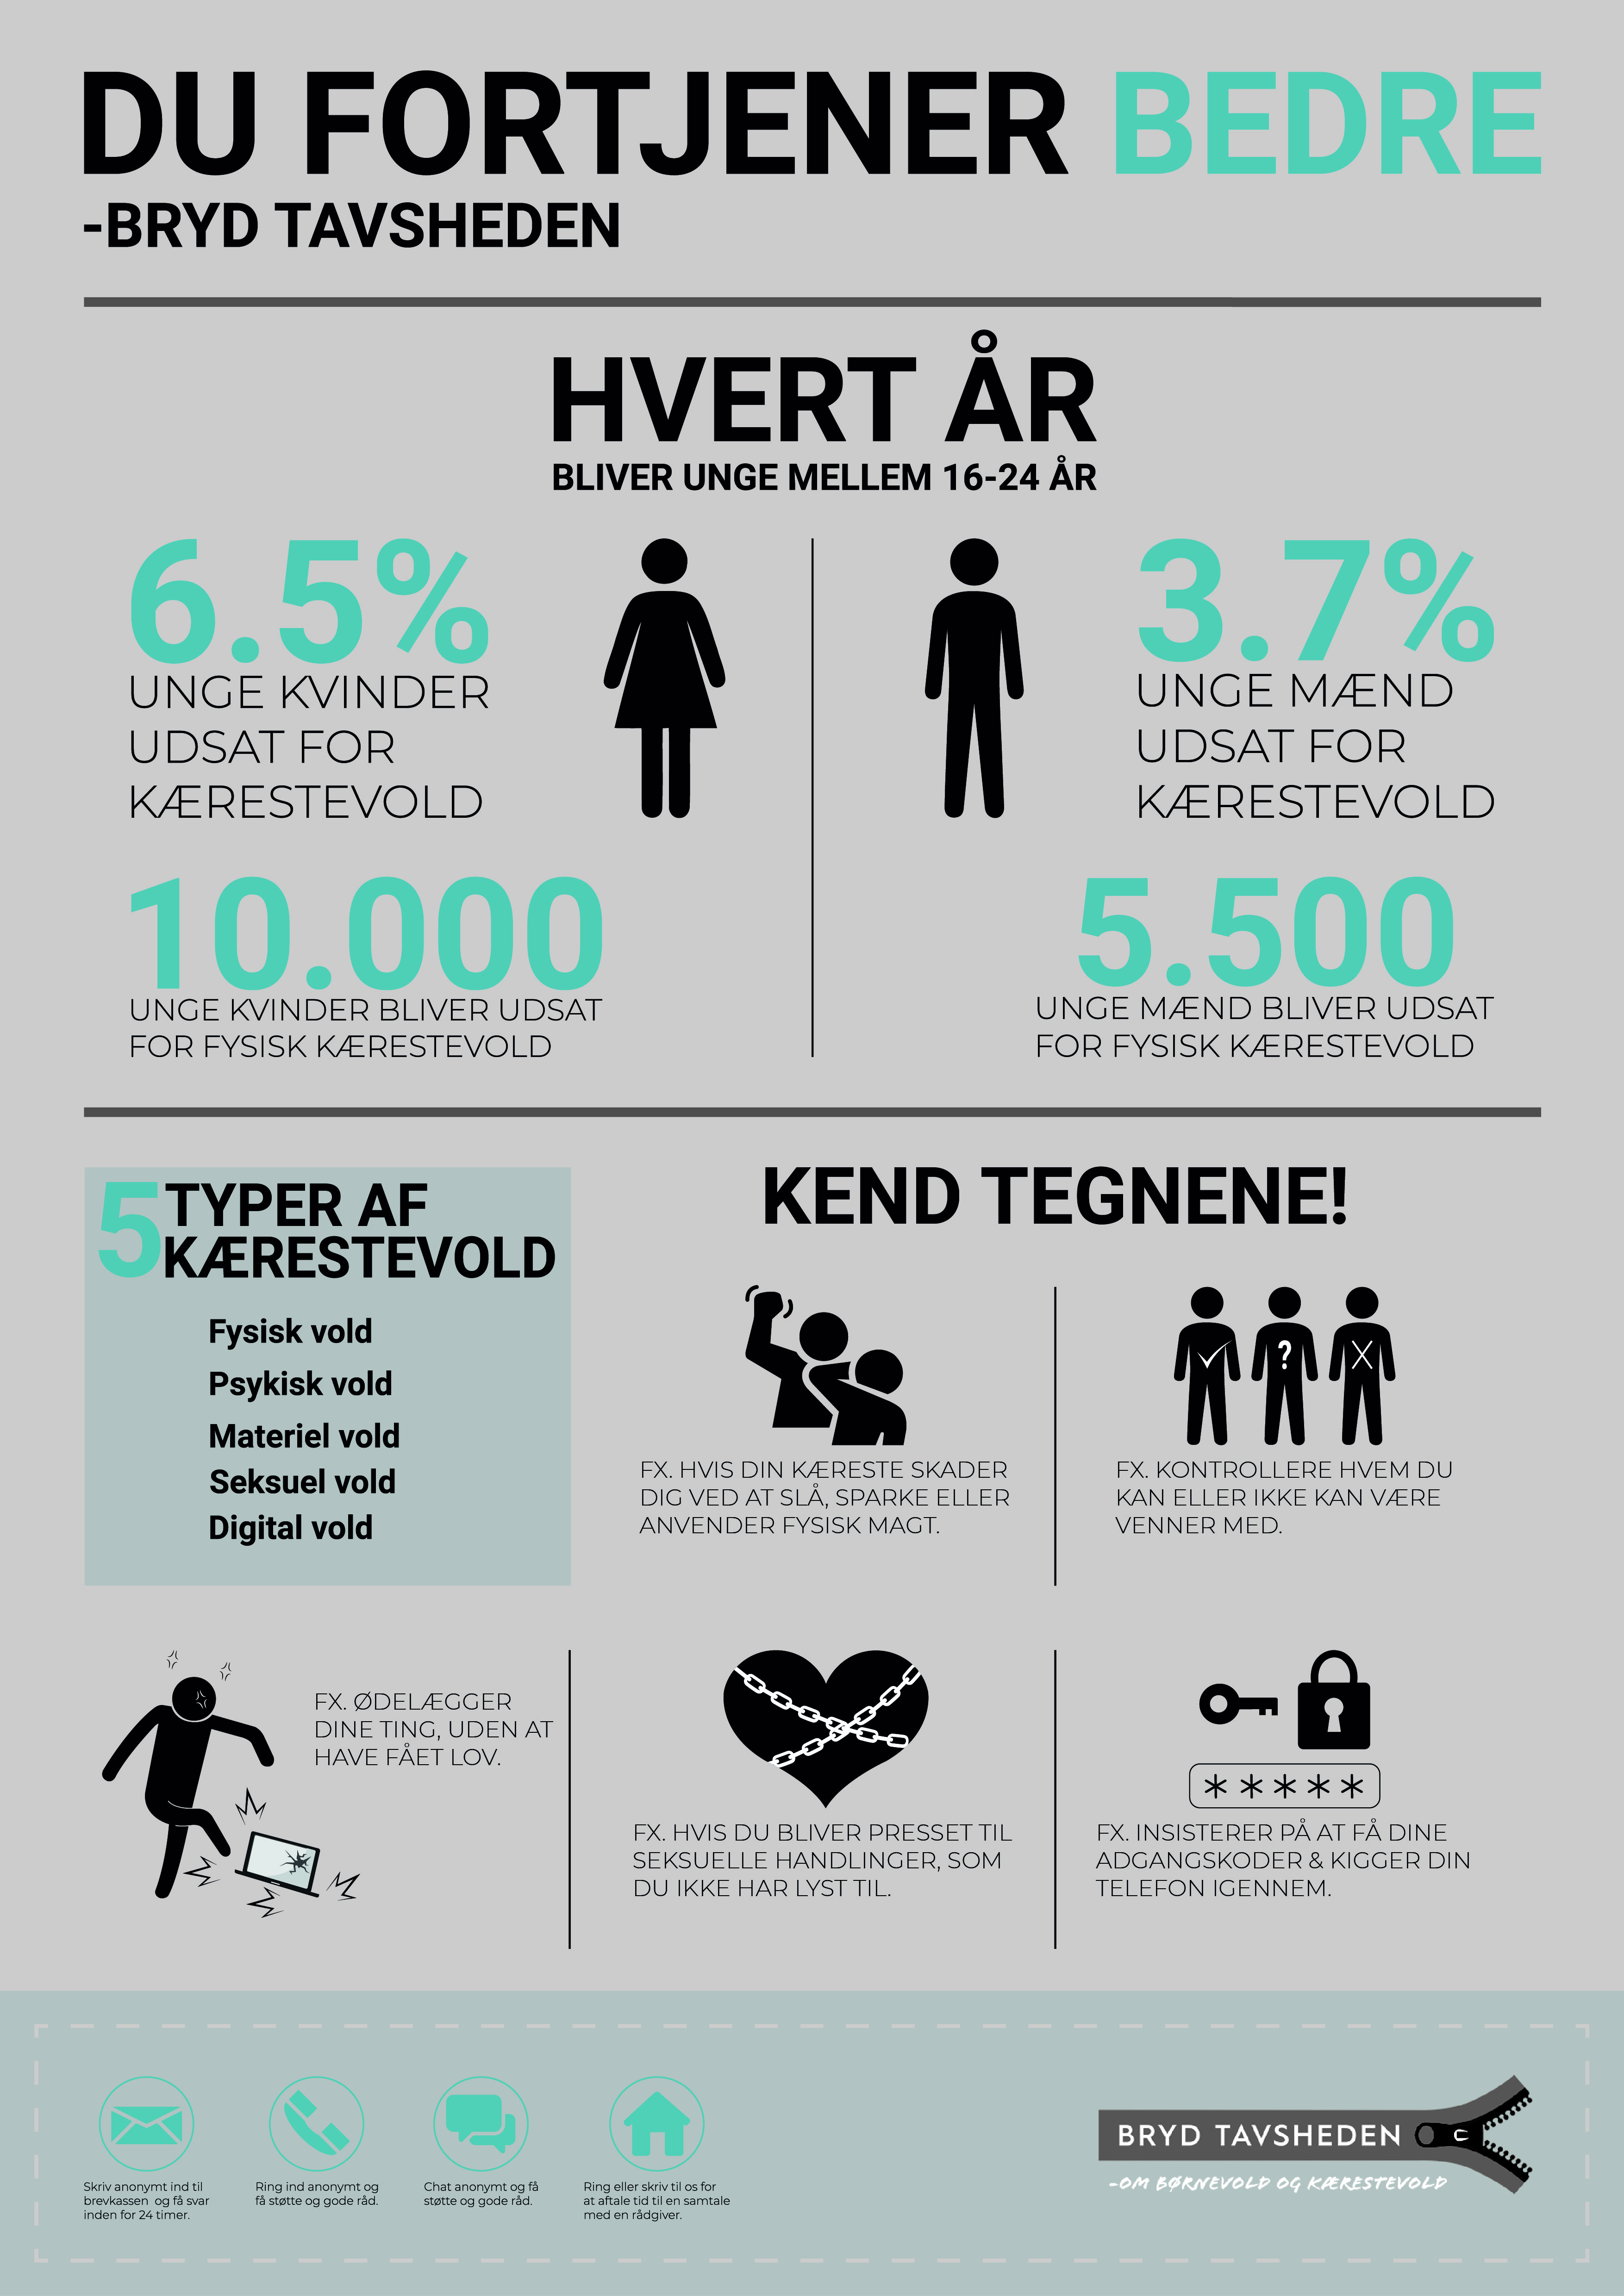 DU FORTJENER BEDRE
-BRYD TAVSHEDEN
HVERT ÅR
BLIVER UNGE MELLEM 16-24 ÅR
6.5%
UNGE KVINDER
UDSAT FOR
KÆRESTEVOLD
10.000
UNGE KVINDER BLIVER UDSAT
FOR FYSISK KÆRESTEVOLD
3.7%
UNGE MÆND
UDSAT FOR
KÆRESTEVOLD
5.500
UNGE MÆND BLIVER UDSAT
FOR FYSISK KÆRESTEVOLD
5 TYPER AF
KÆRESTEVOLD
Fysisk vold
Psykisk vold
Materiel vold
Seksuel vold
Digital vold
KEND TEGNENE!
FX. HVIS DIN KÆRESTE SKADER
DIG VED AT SLÅ, SPARKE ELLER
ANVENDER FYSISK MAGT.
?
FX. KONTROLLERE HVEM DU
KAN ELLER IKKE KAN VÆRE
VENNER MED.
FX. ØDELÆGGER
DINE TING, UDEN AT
HAVE FÅET LOV.
FX. HVIS DU BLIVER PRESSET TIL
SEKSUELLE HANDLINGER, SOM
DU IKKE HAR LYST TIL.
*****
FX. INSISTERER PÅ AT FÅ DINE
ADGANGSKODER & KIGGER DIN
TELEFON IGENNEM.
Skriv anonymt ind til
brevkassen og få svar
inden for 24 timer.
Ring ind anonymt og
få støtte og gode råd.
Chat anonymt og få
støtte og gode råd.
Ring eller skriv til os for
at aftale tid til en samtale
med en rådgiver.
BRYD TAVSHEDEN
-OM BØRNEVOLD OG KÆRESTEVOLD